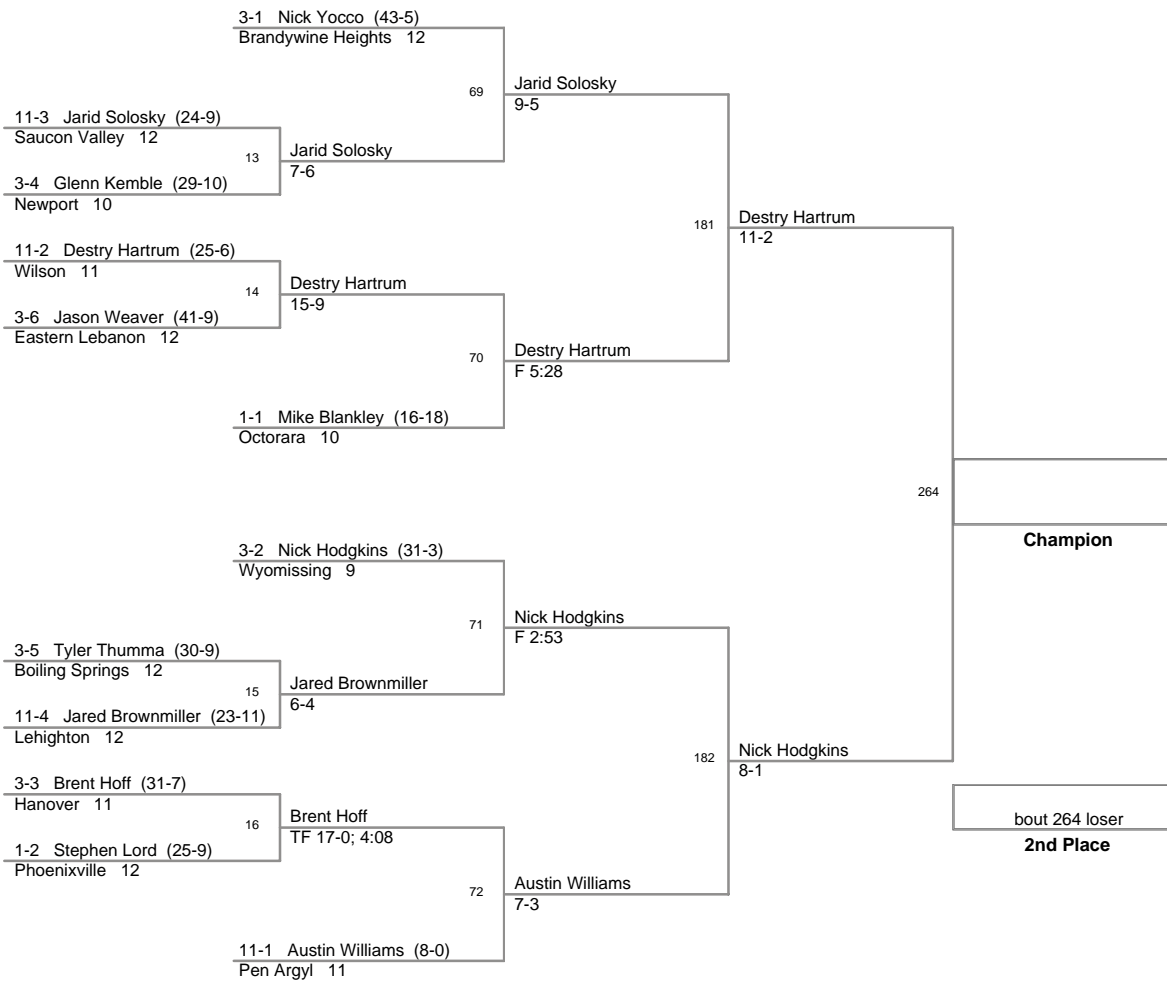 3-1 Nick Yocco (43-5)
Brandywine Heights 12
69
Jarid Solosky
9-5
11-3 Jarid Solosky (24-9)
Saucon Valley 12
13
Jarid Solosky
7-6
3-4 Glenn Kemble (29-10)
Newport 10
181
Destry Hartrum
11-2
11-2 Destry Hartrum (25-6)
Wilson 11
14
Destry Hartrum
15-9
3-6 Jason Weaver (41-9)
Eastern Lebanon 12
70
Destry Hartrum
F 5:28
1-1 Mike Blankley (16-18)
Octorara 10
264
Champion
3-2 Nick Hodgkins (31-3)
Wyomissing 9
71
Nick Hodgkins
F 2:53
3-5 Tyler Thumma (30-9)
Boiling Springs 12
15
Jared Brownmiller
6-4
11-4 Jared Brownmiller (23-11)
Lehighton 12
182
Nick Hodgkins
8-1
3-3 Brent Hoff (31-7)
Hanover 11
16
Brent Hoff
TF 17-0; 4:08
bout 264 loser
2nd Place
1-2 Stephen Lord (25-9)
Phoenixville 12
72
Austin Williams
7-3
11-1 Austin Williams (8-0)
Pen Argyl 11